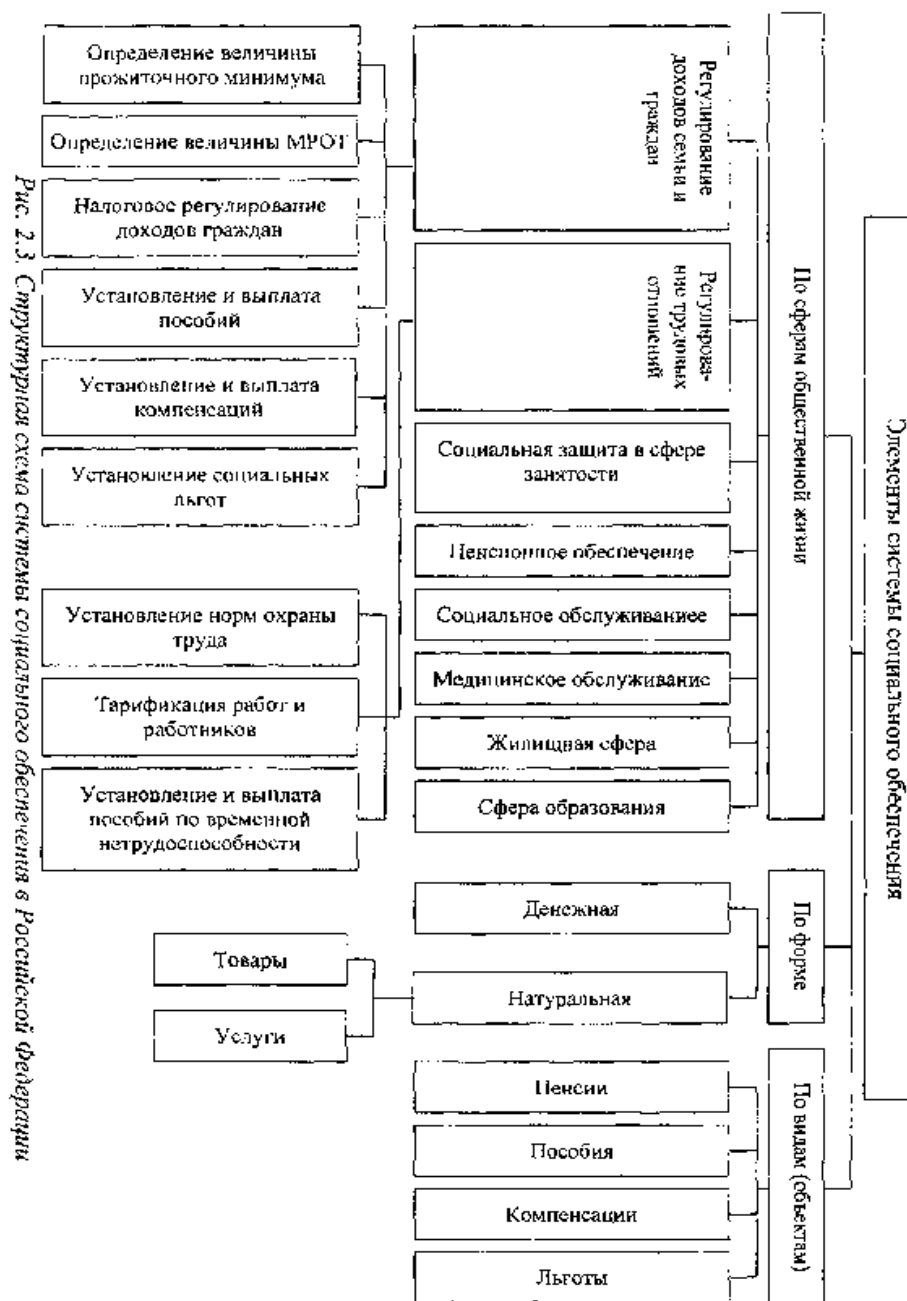 Элементы системы социального обеспечения
По сферам общественной жизни
Регулирование
доходов семьи и
граждан
Определение величины
прожиточного минимума
Определение величины МРОТ
Налоговое регулирование
доходов граждан
Установление и выплата
пособий
Установление и выплата
компенсаций
Установление социальных
льгот
Регулирова-
ние трудовых
отношений
Установление норм охраны
труда
Тарификация работ и
работников
Установление и выплата
пособий по временной
нетрудоспособности
Социальная защита в сфере
занятости
Пенсионное обеспечение
Социальное обслуживаниее
Медицинское обслуживание
Жилищная сфера
Сфера образования
По форме
Денежная
Натуральная
Товары
Услуги
По видам (объектам)
Пенсии
Пособия
Компенсации
Льготы
Рис. 2.3. Структурная схема системы социального обеспечения в Российской Федерации